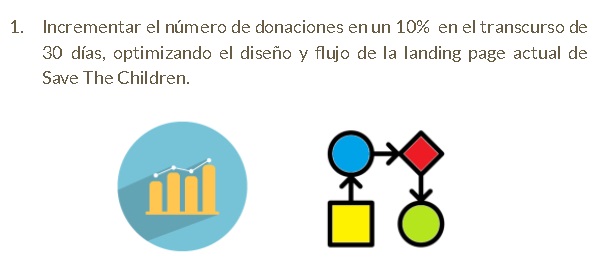 1. Incrementar el número de donaciones en un 10% en el transcurso de
30 días, optimizando el diseño y flujo de la landing page actual de
Save The Children.